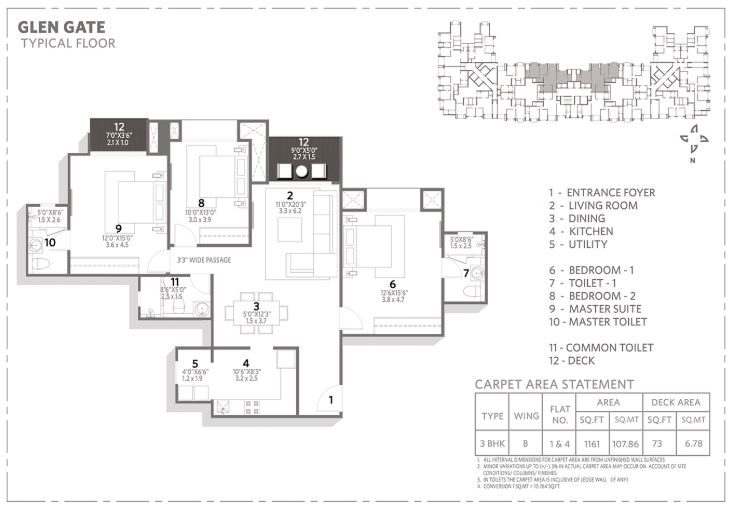 GLEN GATE
TYPICAL FLOOR
N
12
7'0"X3'6"
2.1 X 1.0
12
9'0"X5'0"
2.7 X 1.5
8
10'0"X13'0"
3.0 x 3.9
2
11'0"X20'3"
3.3 x 6.2
5'0"X8'6"
1.5 x 2.6
10
9
12'0"X15'0"
3.6 x 4.5
3'3" WIDE PASSAGE
11
8'6"X5'0"
2.5 x 1.5
6
12'6X15'6"
3.8 x 4.7
5'0X8'6"
1.5 x 2.5
7
3
5'0"X12'3"
1.5 x 3.7
5
4'0"X6'6"
1.2 x 1.9
4
10'6"X8'3"
3.2 x 2.5
1
1 - ENTRANCE FOYER
2 - LIVING ROOM
3 - DINING
4 - KITCHEN
5 - UTILITY
6 - BEDROOM - 1
7 - TOILET - 1
8 - BEDROOM - 2
9 - MASTER SUITE
10 - MASTER TOILET
11 - COMMON TOILET
12 - DECK
CARPET AREA STATEMENT
TYPE WING FLAT NO. AREA DECK AREA
SQ.FT SQ.MT SQ.FT SQ.MT
3 BHK B 1 & 4 1161 107.86 73 6.78
1. ALL INTERNAL DIMENSIONS FOR CARPET AREA ARE FROM UNFINISHED WALL SURFACES
2. MINOR VARIATIONS UP TO (+/-) 3% IN ACTUAL CARPET AREA MAY OCCUR ON ACCOUNT OF SITE
CONDITIONS/ COLUMNS/ FINISHES.
3. IN TOILETS THE CARPET AREA IS INCLUSIVE OF LEDGE WALL (IF ANY)
4. CONVERSION 1 SQ.MT = 10.764 SQ.FT